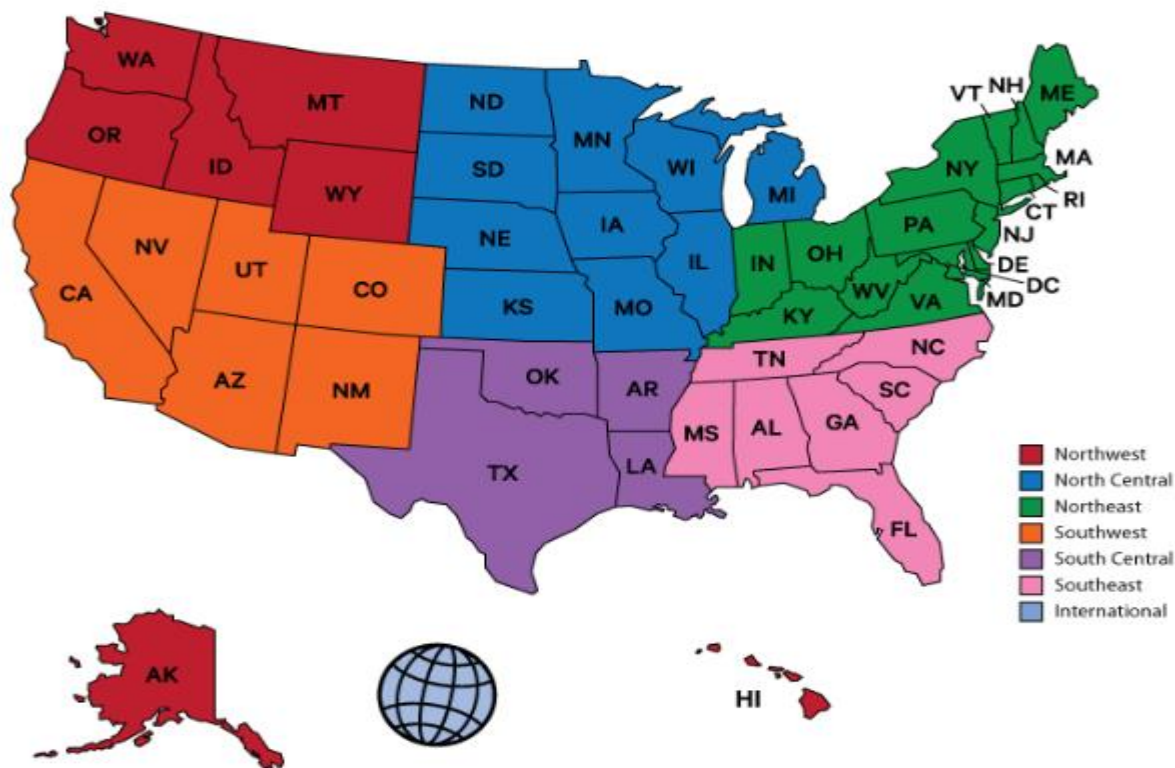 WA
MT
ND
MN
VT
NH
ME
OR
ID
WY
SD
WI
MI
NY
MA
RI
CT
NV
UT
CO
NE
IA
IL
IN
OH
PA
NJ
DE
DC
MD
CA
KS
MO
KY
WV
VA
AZ
NM
OK
AR
TN
NC
SC
TX
LA
MS
AL
GA
FL
Northwest
North Central
Northeast
Southwest
South Central
Southeast
International
AK
HI